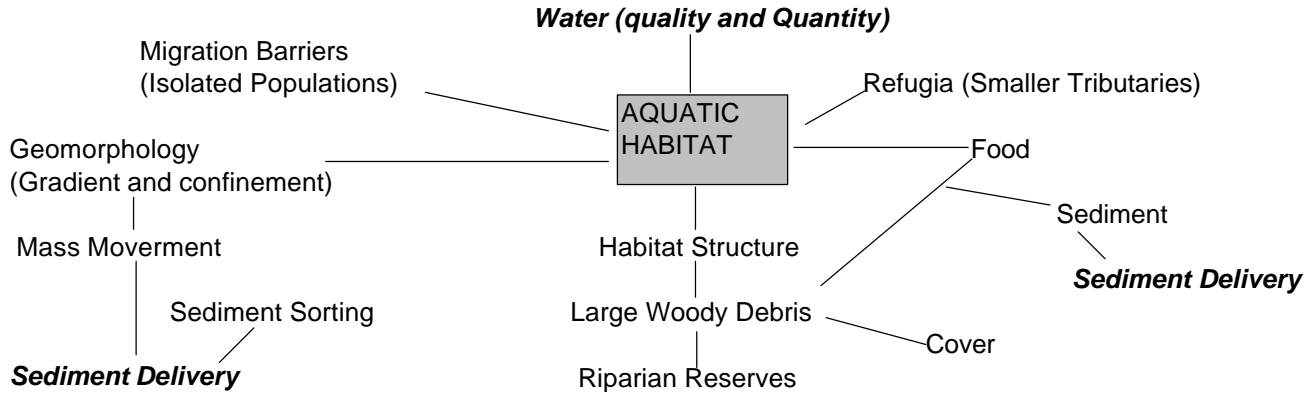 Water (quality and Quantity)
Migration Barriers
(Isolated Populations)
Refugia (Smaller Tributaries)
AQUATIC
HABITAT
Geomorphology
(Gradient and confinement)
Food
Sediment
Mass Moverment
Habitat Structure
Sediment Delivery
Sediment Sorting
Large Woody Debris
Cover
Sediment Delivery
Riparian Reserves